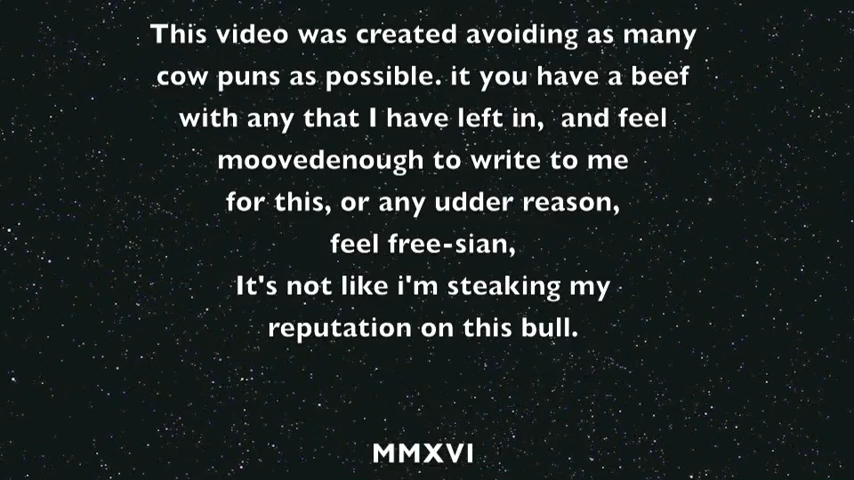 This video was created avoiding as many
cow puns as possible. it you have a beef
with any that I have left in,  and feel
moovedenough to write to me
for this, or any udder reason,
feel free-sian,
It's not like i'm steaking my
reputation on this bull.
MMXVI